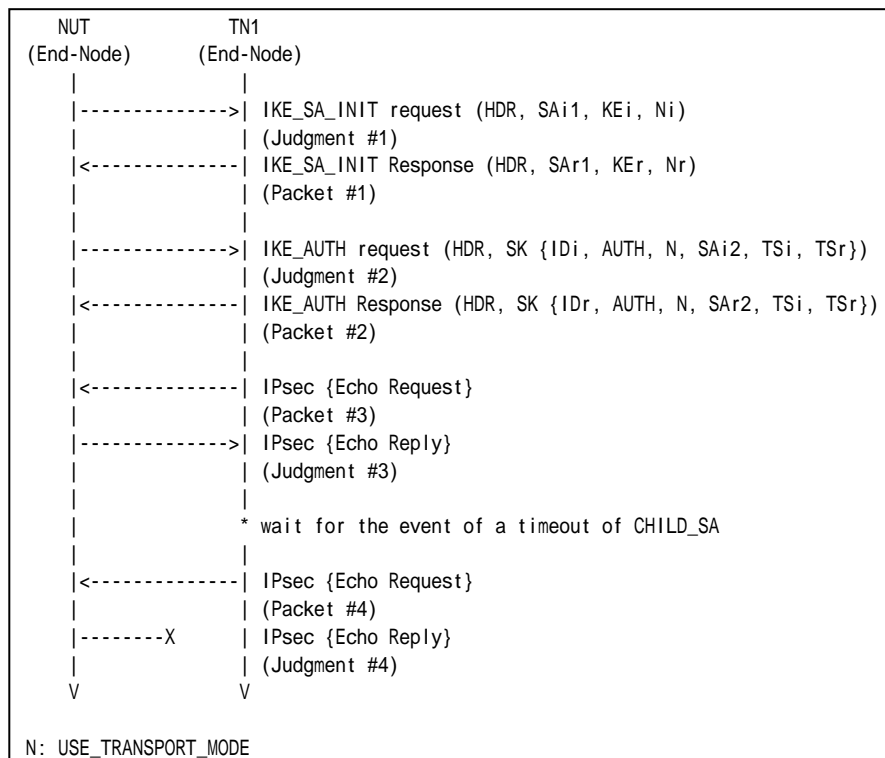 NUT TN1
(End-Node) (End-Node)
| |
|-------------->| IKE_SA_INIT request (HDR, SAi1, KEi, Ni)
| | (Judgment #1)
|<--------------| IKE_SA_INIT Response (HDR, SAr1, KEr, Nr)
| | (Packet #1)
| |
|-------------->| IKE_AUTH request (HDR, SK {IDi, AUTH, N, SAi2, TSi, TSr})
| | (Judgment #2)
|<--------------| IKE_AUTH Response (HDR, SK {IDr, AUTH, N, SAr2, TSi, TSr})
| | (Packet #2)
| |
|<--------------| IPsec {Echo Request}
| | (Packet #3)
|-------------->| IPsec {Echo Reply}
| | (Judgment #3)
| |
| * wait for the event of a timeout of CHILD_SA
| |
|<--------------| IPsec {Echo Request}
| | (Packet #4)
|--------X | IPsec {Echo Reply}
| | (Judgment #4)
V V
N: USE_TRANSPORT_MODE